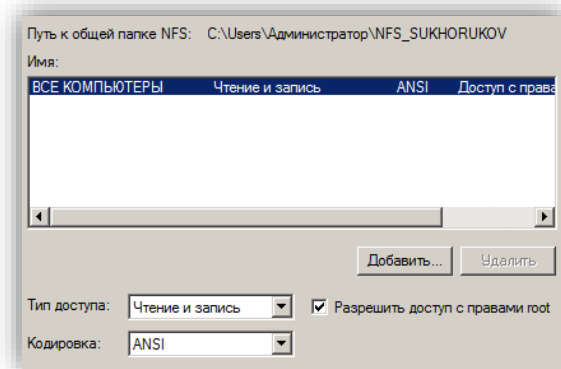 Путь к общей папке NFS: C:\Users\Администратор\NFS_SUKHORUKOV
Имя:
ВСЕ КОМПЬЮТЕРЫ Чтение и запись ANSI Доступ с права
Добавить... Удалить
Тип доступа: Чтение и запись Разрешить доступ с правами root
Кодировка: ANSI